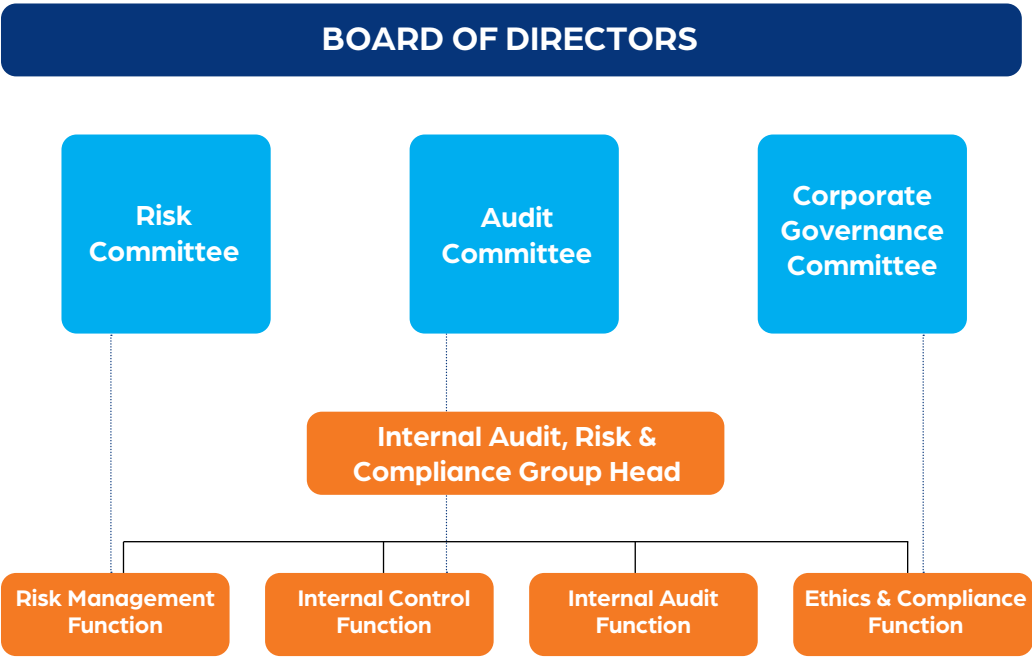 BOARD OF DIRECTORS
Risk
Committee
Audit
Committee
Corporate
Governance
Committee
Internal Audit, Risk &
Compliance Group Head
Risk Management
Function
Internal Control
Function
Internal Audit
Function
Ethics & Compliance
Function